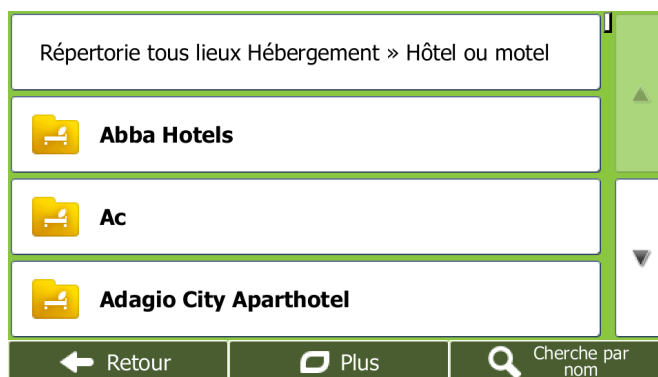 Répertorie tous lieux Hébergement » Hôtel ou motel
Abba Hotels
Ac
Adagio City Aparthotel
Retour
Plus
Cherche par
nom